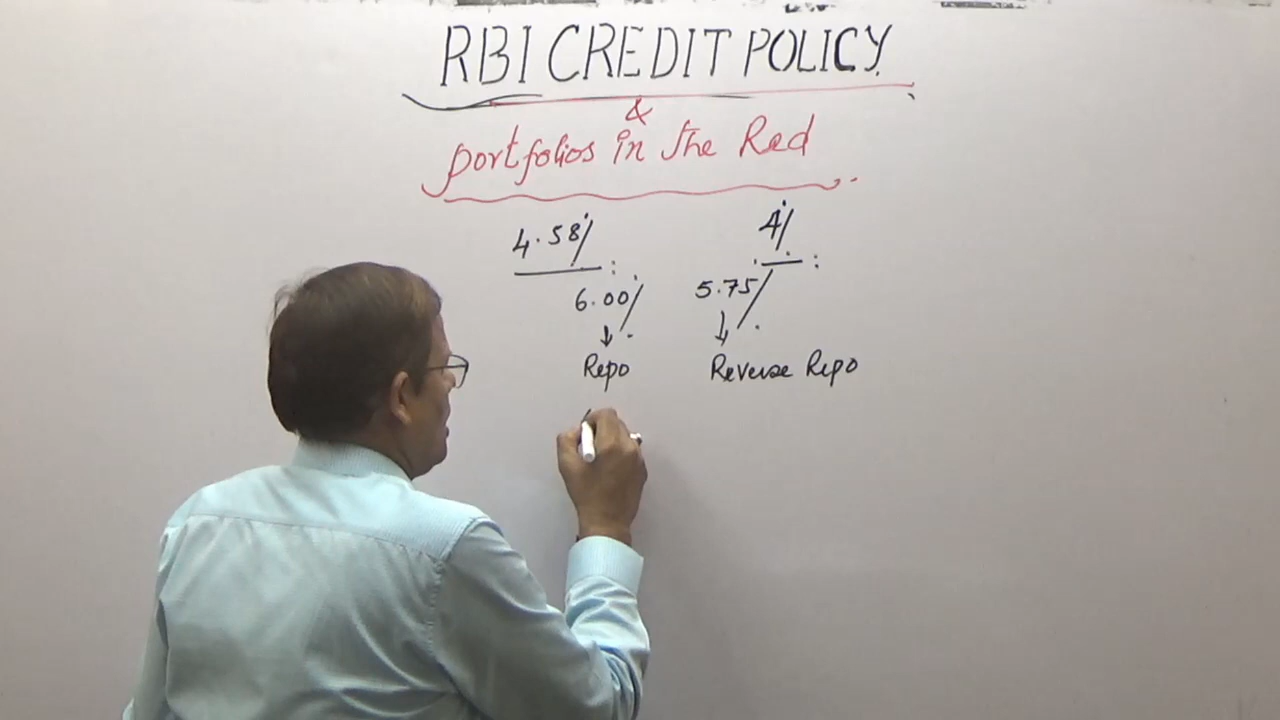 RBI CREDIT POLICY
&
portfolios in the Red
4.58% : 4% :
6.00% 5.75%
Repo Reverse Repo